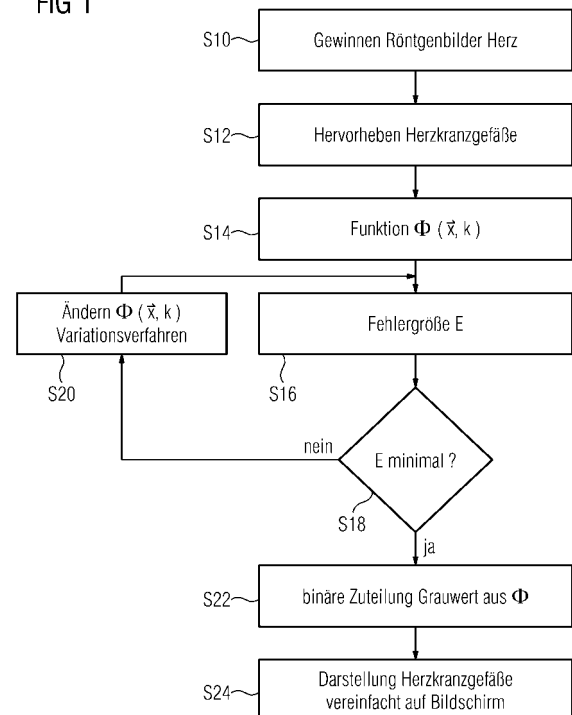 FIG 1
S10
Gewinnen Röntgenbilder Herz
S12
Hervorheben Herzkranzgefäße
S14
Funktion Φ ( x⃗, k )
Ändern Φ ( x⃗, k )
Variationsverfahren
S20
Fehlergröße E
S16
nein
E minimal ?
S18
ja
S22
binäre Zuteilung Grauwert aus Φ
S24
Darstellung Herzkranzgefäße
vereinfacht auf Bildschirm